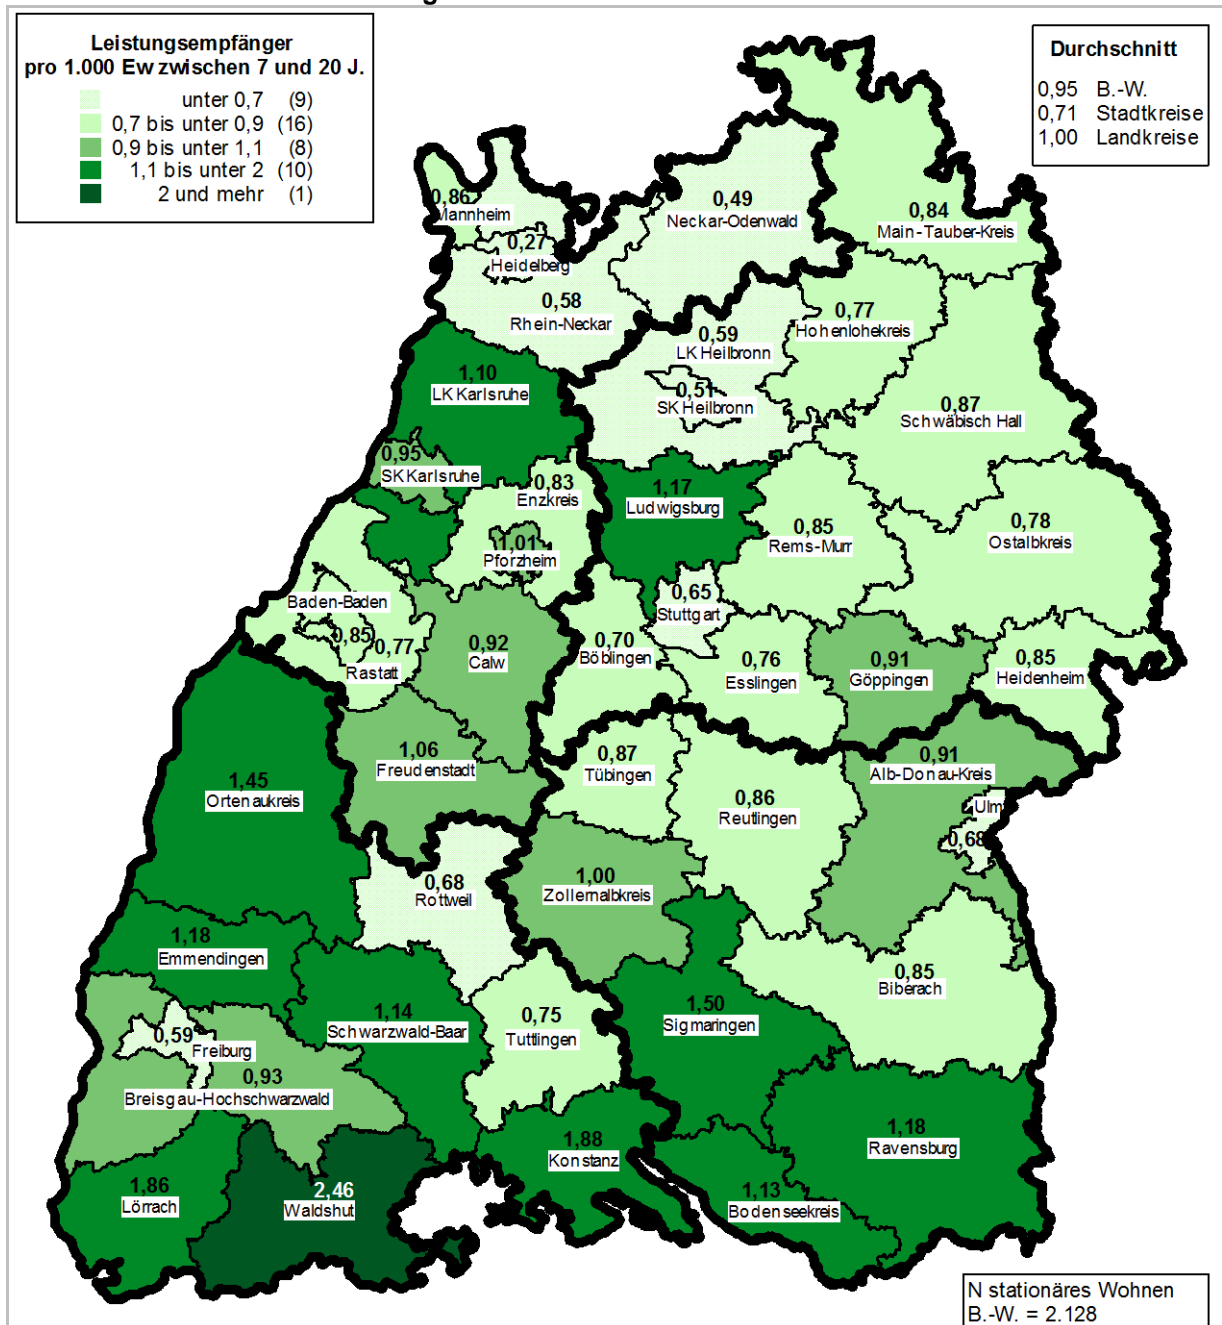 Leistungsempfänger
pro 1.000 Ew zwischen 7 und 20 J.
unter 0,7 (9)
0,7 bis unter 0,9 (16)
0,9 bis unter 1,1 (8)
1,1 bis unter 2 (10)
2 und mehr (1)
Durchschnitt
0,95 B.-W.
0,71 Stadtkreise
1,00 Landkreise
0,86
Mannheim
0,27
Heidelberg
0,58
Rhein-Neckar
0,49
Neckar-Odenwald
0,84
Main-Tauber-Kreis
0,77
Hohenlohekreis
0,59
LK Heilbronn
0,51
SK Heilbronn
0,87
Schwäbisch Hall
1,10
LK Karlsruhe
0,95
SK Karlsruhe
0,83
Enzkreis
1,01
Pforzheim
1,17
Ludwigsburg
0,85
Rems-Murr
0,78
Ostalbkreis
Baden-Baden
0,85
0,77
Rastatt
0,92
Calw
0,65
Stuttgart
0,70
Böblingen
0,76
Esslingen
0,91
Göppingen
0,85
Heidenheim
1,45
Ortenaukreis
1,06
Freudenstadt
0,87
Tübingen
0,86
Reutlingen
0,91
Alb-Donau-Kreis
Ulm
0,68
0,68
Rottweil
1,00
Zollernalbkreis
1,18
Emmendingen
0,85
Biberach
1,14
Schwarzwald-Baar
0,75
Tuttlingen
1,50
Sigmaringen
0,59
Freiburg
0,93
Breisgau-Hochschwarzwald
1,88
Konstanz
1,18
Ravensburg
1,86
Lörrach
2,46
Waldshut
1,13
Bodenseekreis
N stationäres Wohnen
B.-W. = 2.128